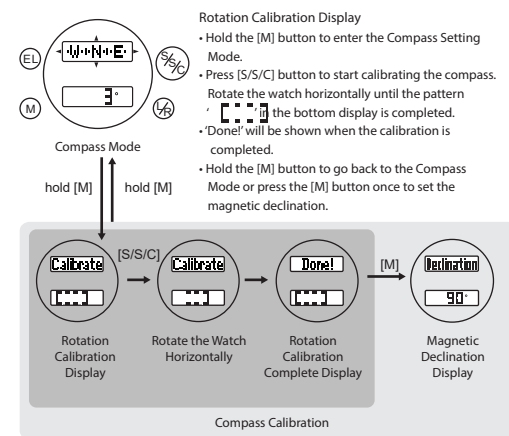 Rotation Calibration Display
• Hold the [M] button to enter the Compass Setting
Mode.
• Press [S/S/C] button to start calibrating the compass.
Rotate the watch horizontally until the pattern
‘ ’ in the bottom display is completed.
• ‘Done!’ will be shown when the calibration is
completed.
• Hold the [M] button to go back to the Compass
Mode or press the [M] button once to set the
magnetic declination.
EL
S/S/C
W·N·E
3°
M
L/R
Compass Mode
hold [M]
hold [M]
[S/S/C]
[M]
Calibrate
Calibrate
Done!
Declination
90°
Rotation
Calibration
Display
Rotate the Watch
Horizontally
Rotation
Calibration
Complete Display
Magnetic
Declination
Display
Compass Calibration